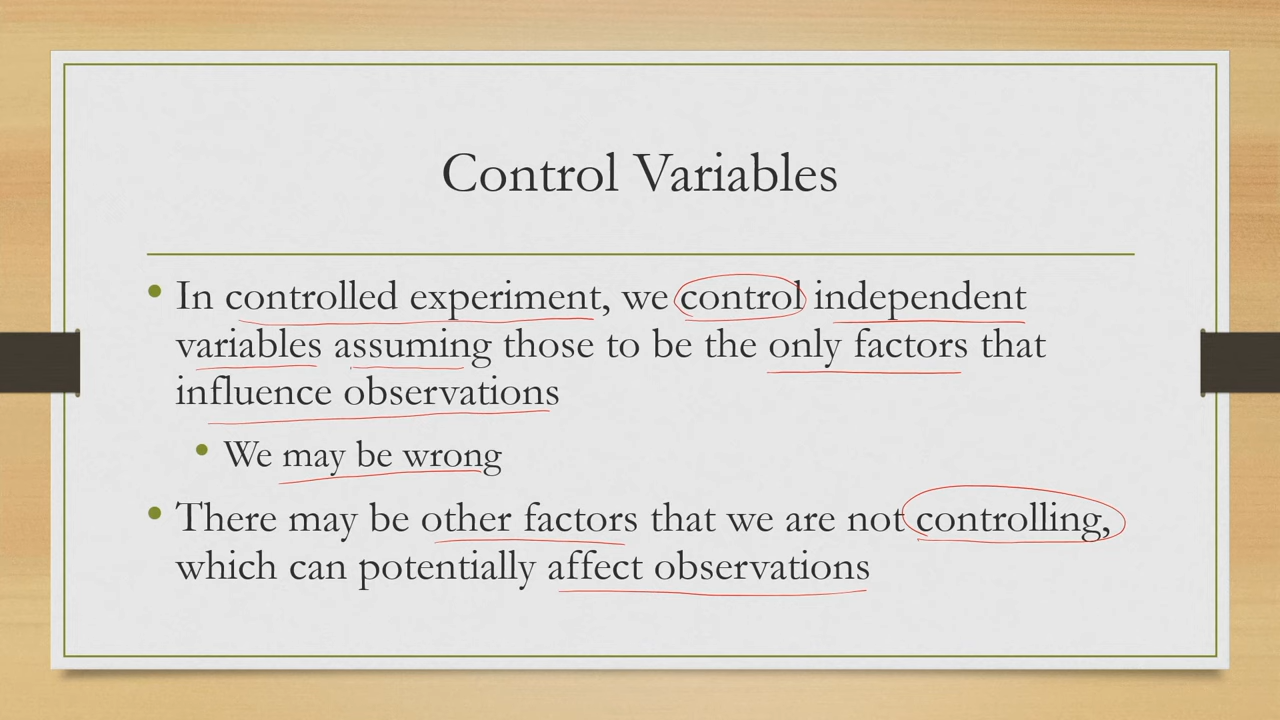 Control Variables
• In controlled experiment, we control independent
variables assuming those to be the only factors that
influence observations
• We may be wrong
• There may be other factors that we are not controlling,
which can potentially affect observations